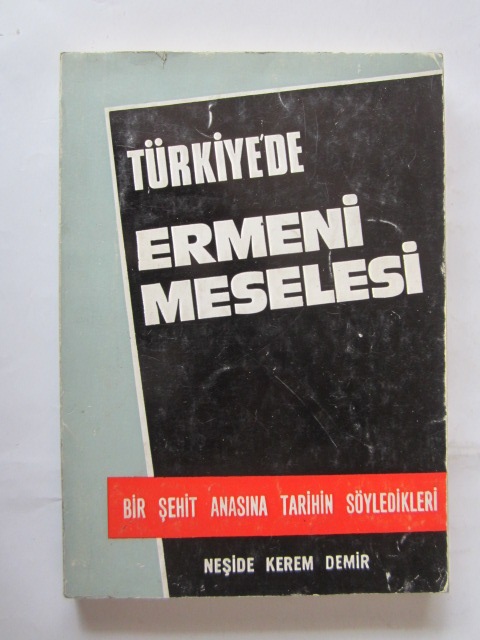 TÜRKİYE'DE
ERMENİ
MESELESİ
BİR ŞEHİT ANASINA TARİHİN SÖYLEDİKLERİ
NEŞİDE KEREM DEMİR